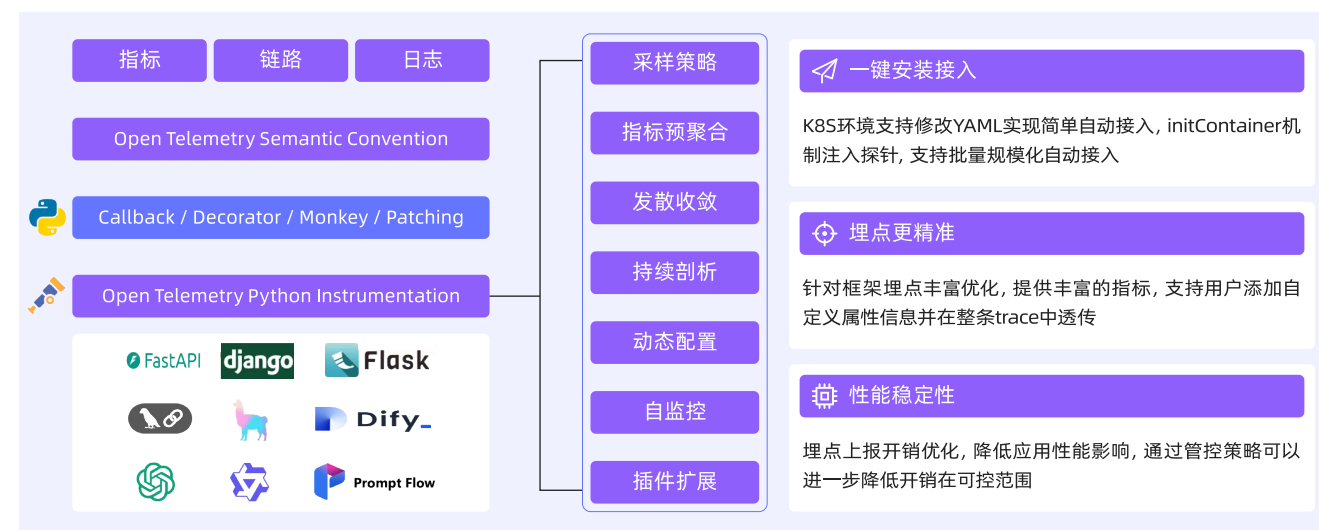 指标
链路
日志
Open Telemetry Semantic Convention
Callback / Decorator / Monkey / Patching
Open Telemetry Python Instrumentation
FastAPI
django
Flask
Dify_
Prompt Flow
采样策略
指标预聚合
发散收敛
持续剖析
动态配置
自监控
插件扩展
一键安装接入
K8S环境支持修改YAML实现简单自动接入, initContainer机
制注入探针, 支持批量规模化自动接入
埋点更精准
针对框架埋点丰富优化, 提供丰富的指标, 支持用户添加自
定义属性信息并在整条trace中透传
性能稳定性
埋点上报开销优化, 降低应用性能影响, 通过管控策略可以
进一步降低开销在可控范围